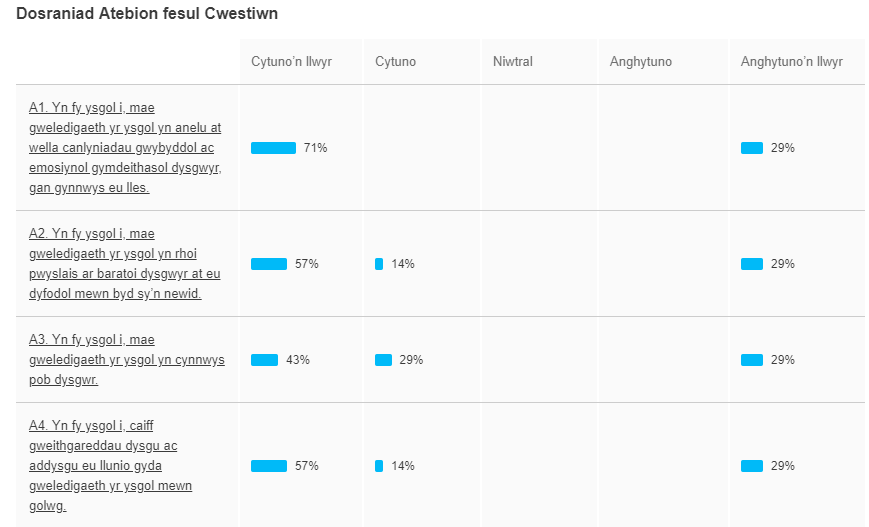 Dosraniad Atebion fesul Cwestiwn
Cytuno'n llwyr Cytuno Niwtral Anghytuno Anghytuno'n llwyr
A1. Yn fy ysgol i, mae
gweledigaeth yr ysgol yn anelu at
wella canlyniadau gwybyddol ac
emosiynol gymdeithasol dysgwyr,
gan gynnwys eu lles.
71% 29%
A2. Yn fy ysgol i, mae
gweledigaeth yr ysgol yn rhoi
pwyslais ar baratoi dysgwyr at eu
dyfodol mewn byd sy'n newid.
57% 14% 29%
A3. Yn fy ysgol i, mae
gweledigaeth yr ysgol yn cynnwys
pob dysgwr.
43% 29% 29%
A4. Yn fy ysgol i, caiff
gweithgareddau dysgu ac
addysgu eu llunio gyda
gweledigaeth yr ysgol mewn
golwg.
57% 14% 29%